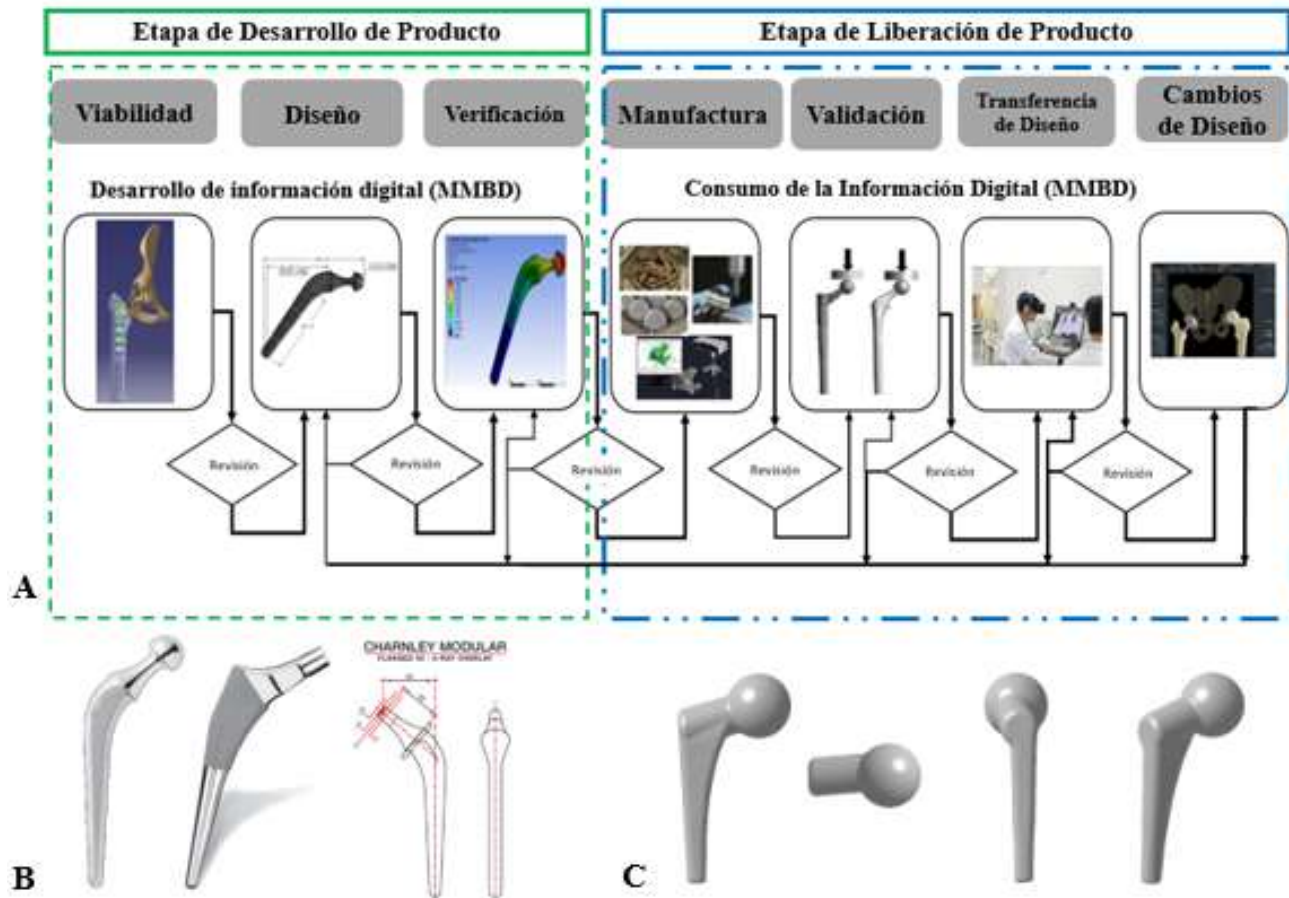 Etapa de Desarrollo de Producto
Etapa de Liberación de Producto
Viabilidad
Diseño
Verificación
Manufactura
Validación
Transferencia
de Diseño
Cambios
de Diseño
Desarrollo de información digital (MMBD)
Consumo de la Información Digital (MMBD)
Revisión
Revisión
Revisión
Revisión
Revisión
Revisión
A
CHARNLEY MODULAR
B
C